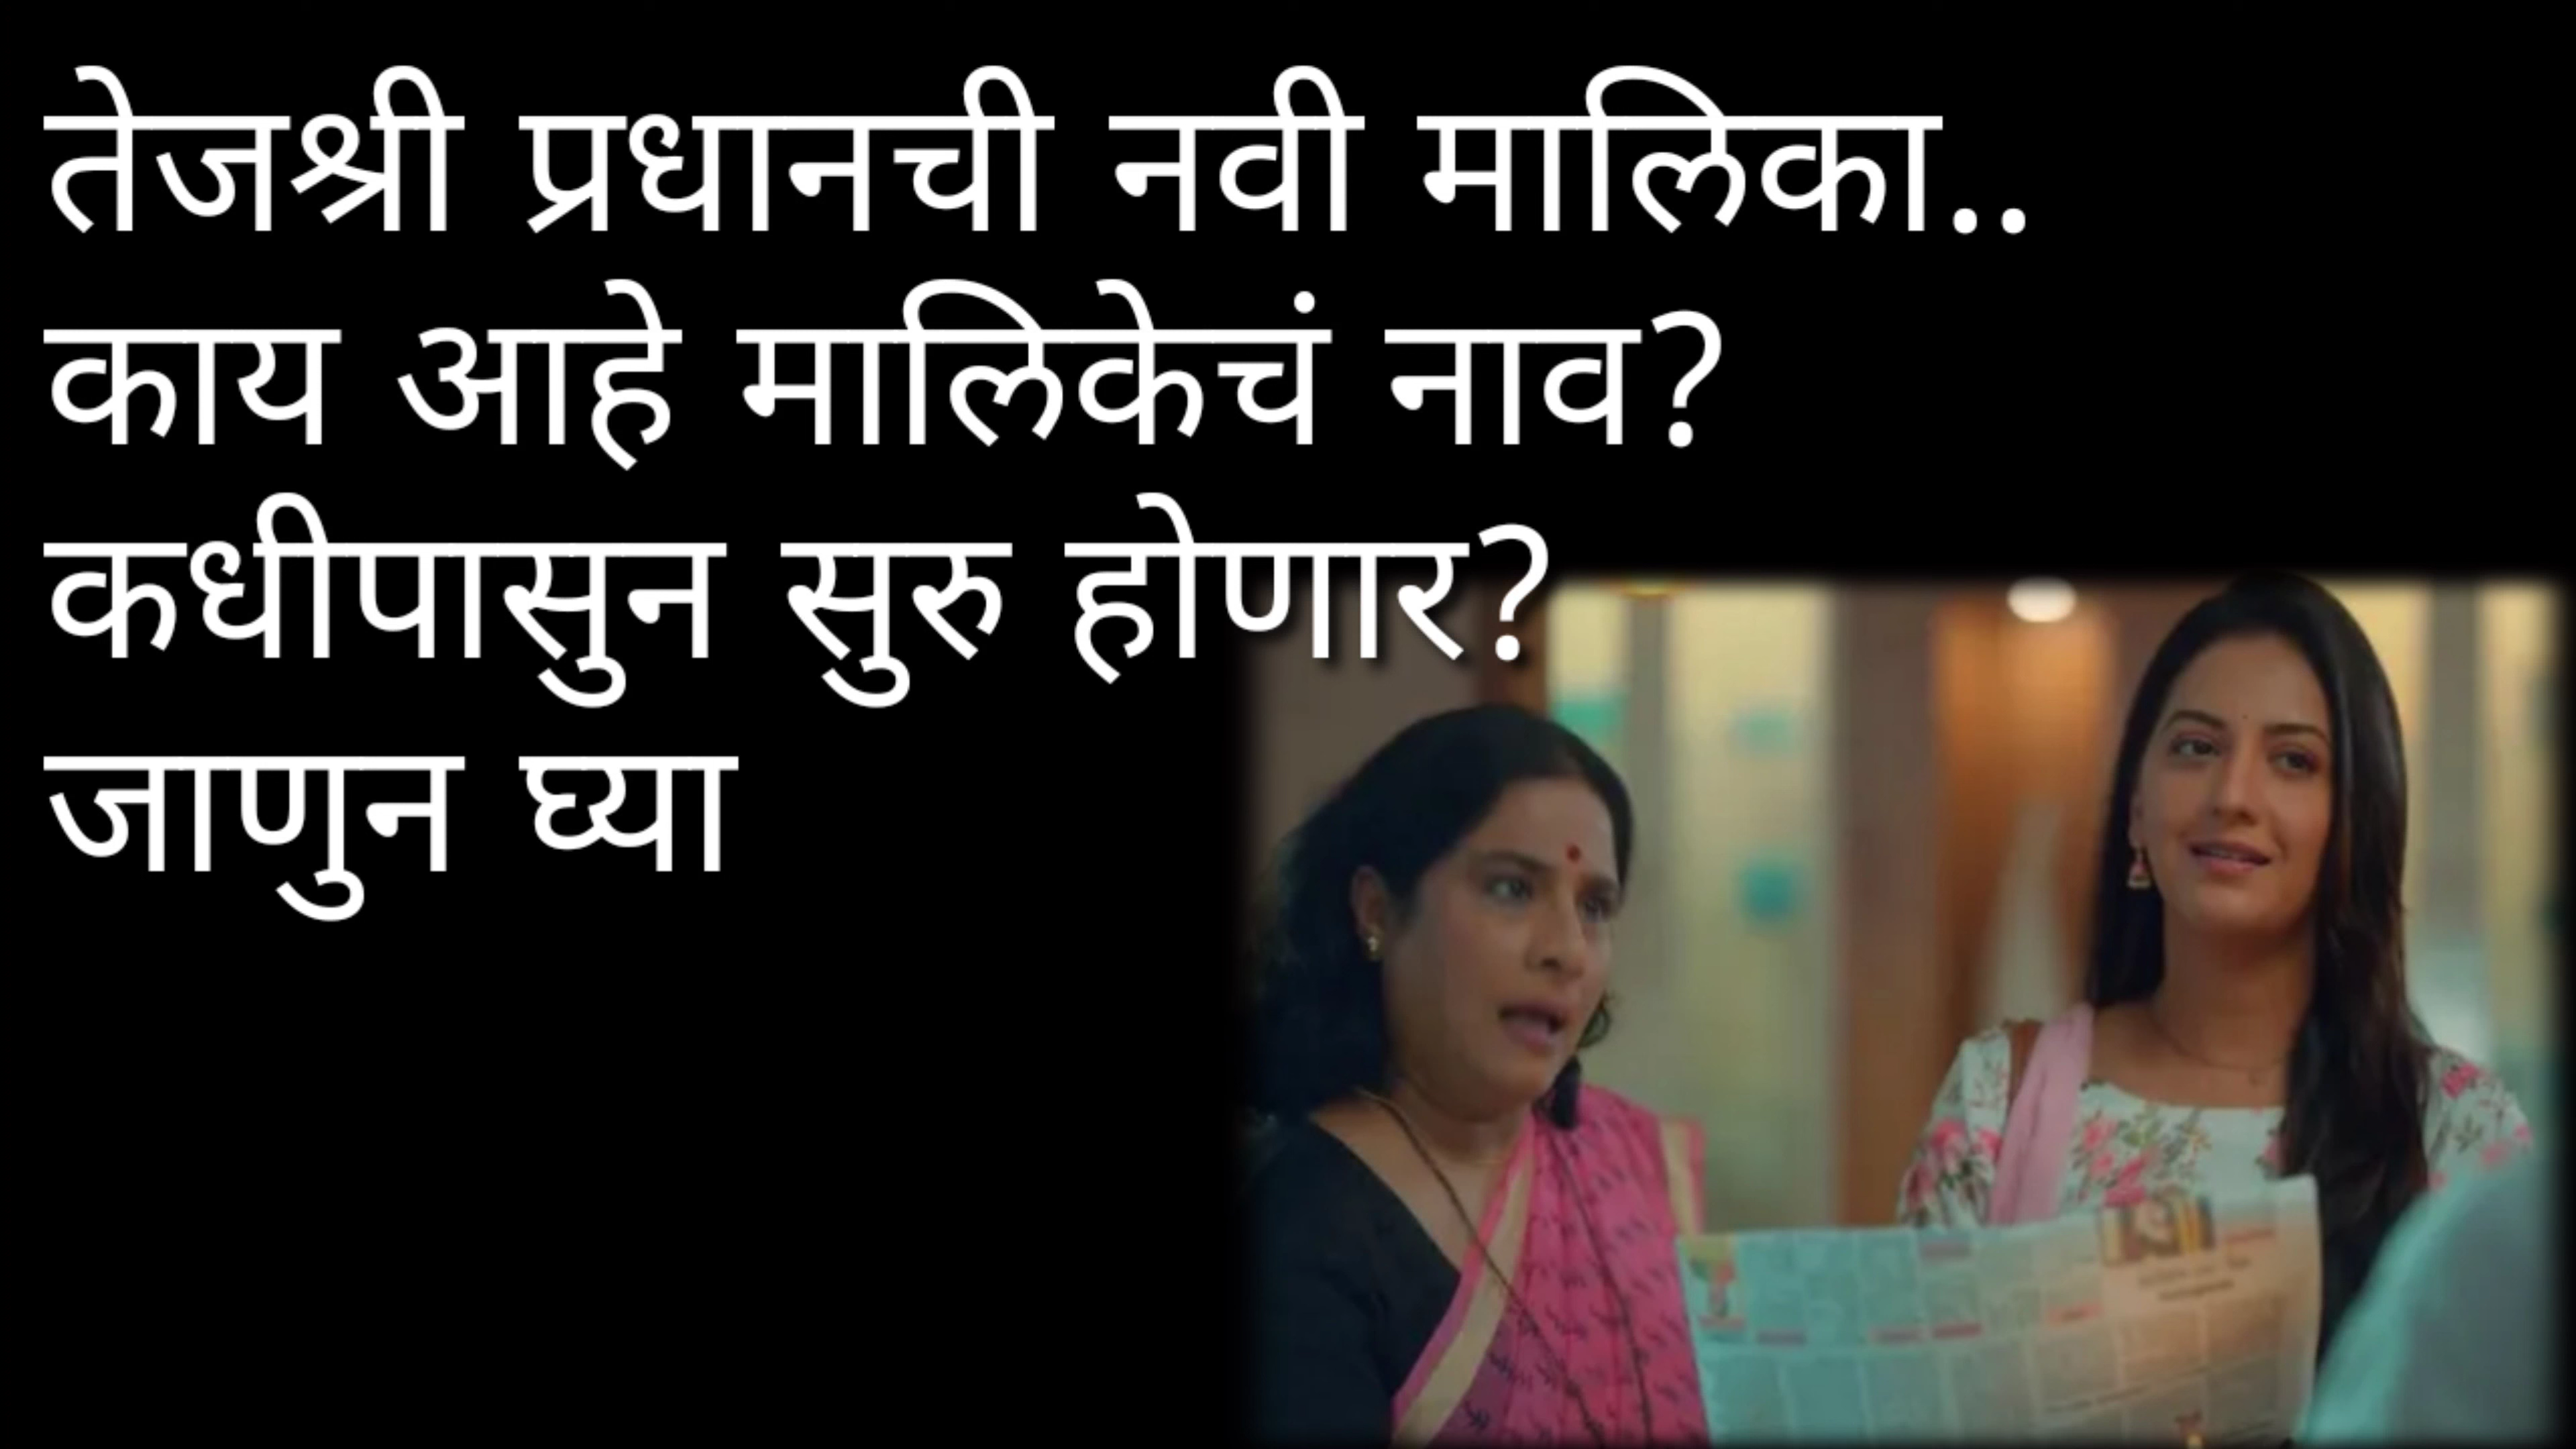 तेजश्री प्रधानची नवी मालिका..
काय आहे मालिकेचं नाव?
कधीपासुन सुरु होणार?
जाणुन घ्या